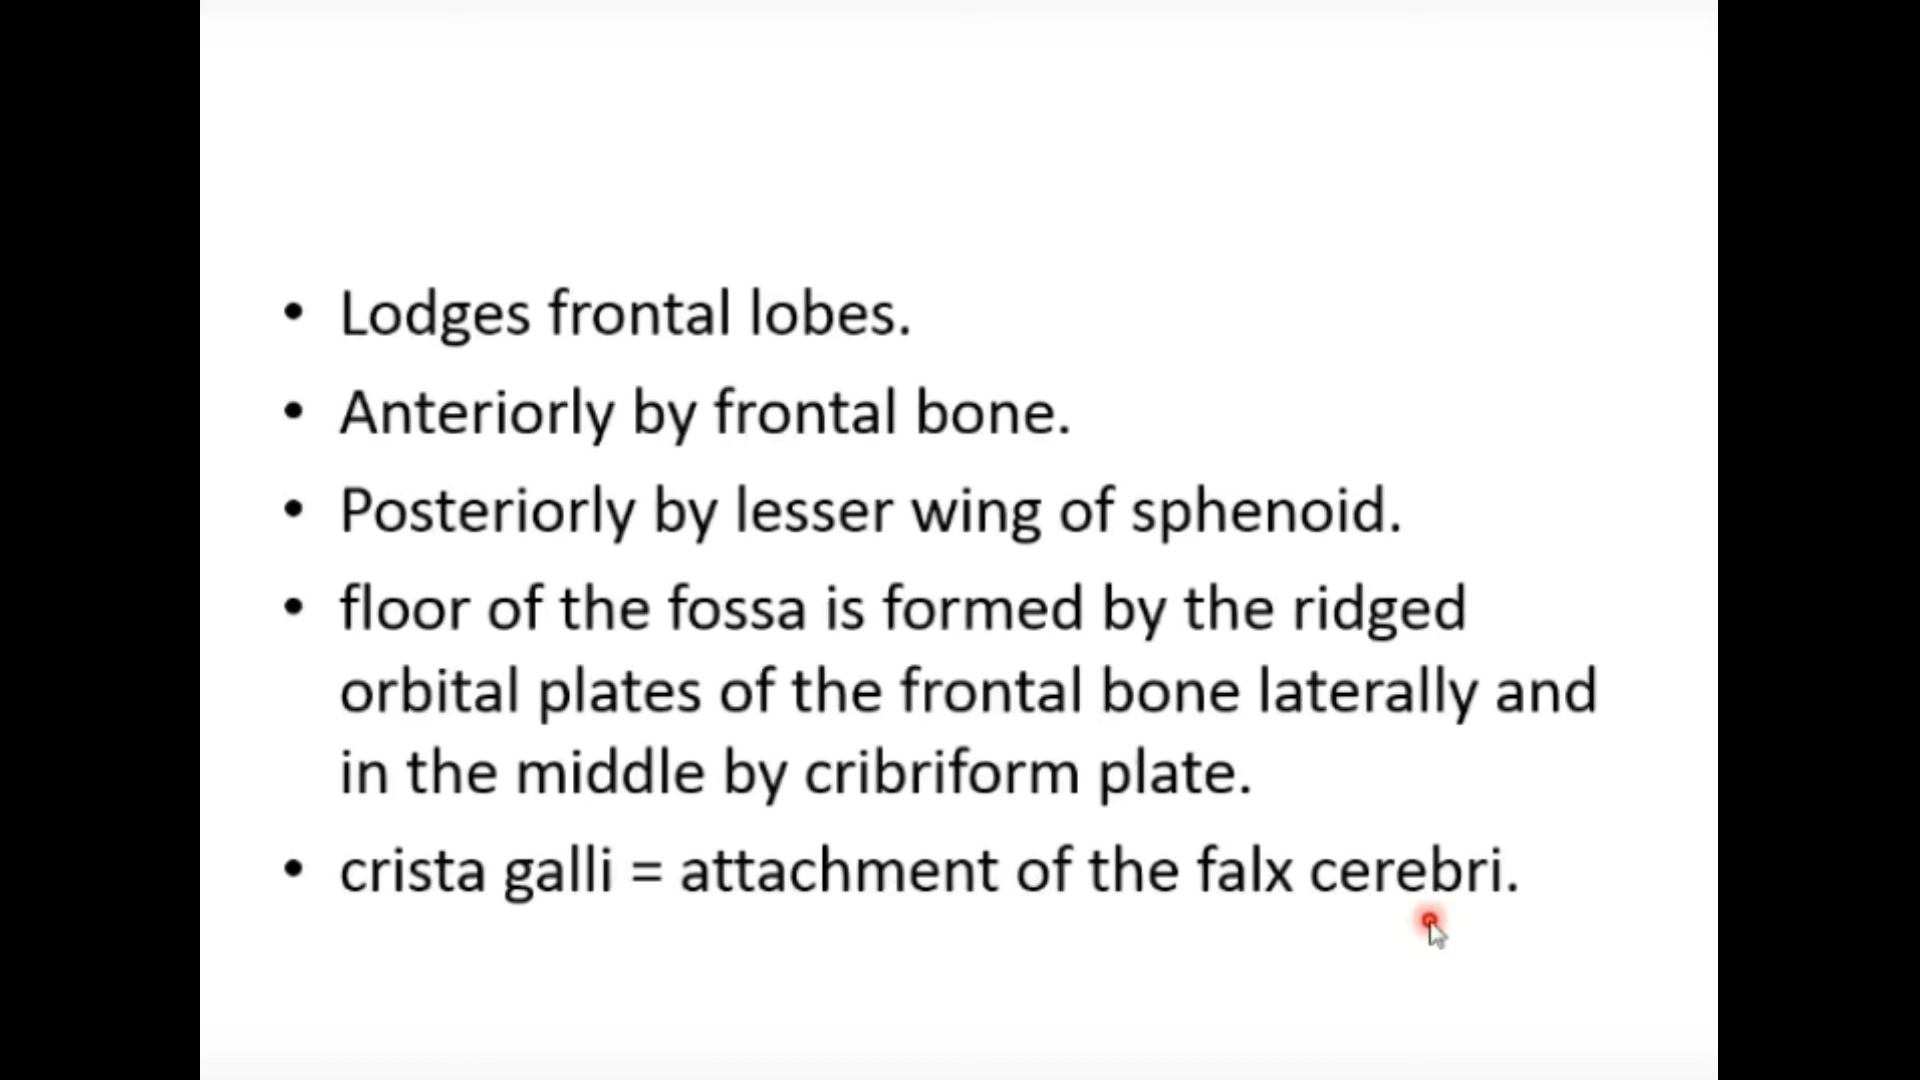 • Lodges frontal lobes.
• Anteriorly by frontal bone.
• Posteriorly by lesser wing of sphenoid.
• floor of the fossa is formed by the ridged
orbital plates of the frontal bone laterally and
in the middle by cribriform plate.
• crista galli = attachment of the falx cerebri.